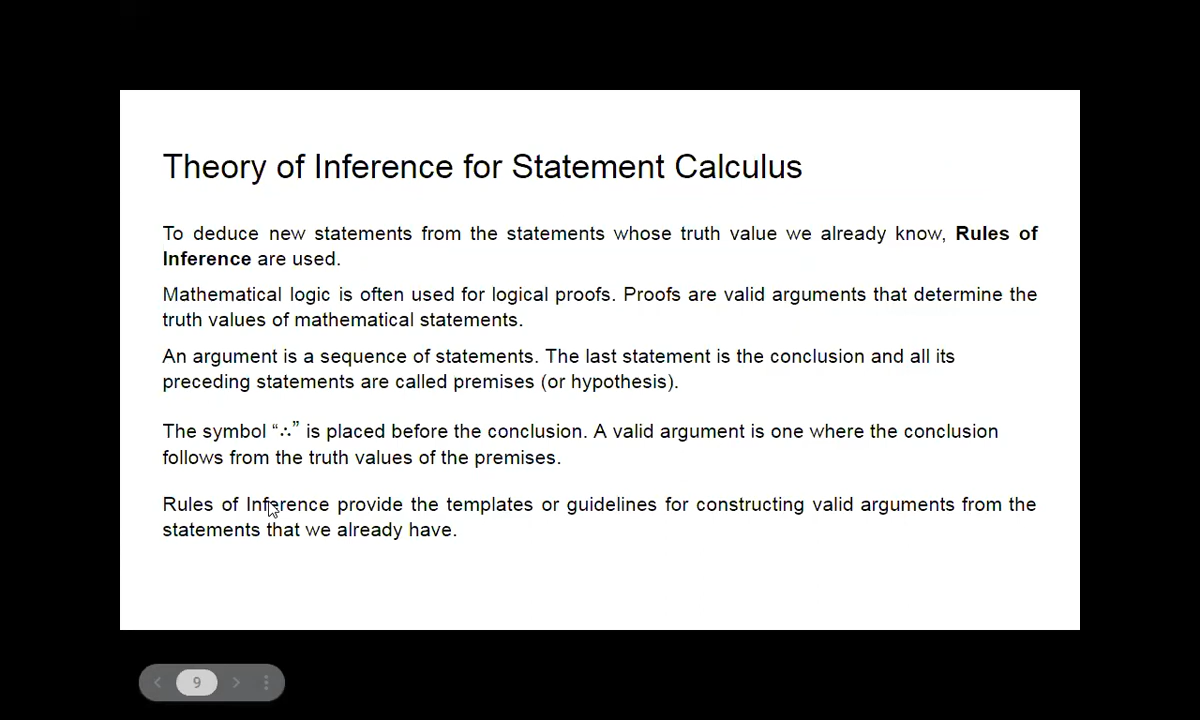 Theory of Inference for Statement Calculus
To deduce new statements from the statements whose truth value we already know, Rules of
Inference are used.
Mathematical logic is often used for logical proofs. Proofs are valid arguments that determine the
truth values of mathematical statements.
An argument is a sequence of statements. The last statement is the conclusion and all its
preceding statements are called premises (or hypothesis).
The symbol “∴” is placed before the conclusion. A valid argument is one where the conclusion
follows from the truth values of the premises.
Rules of Inference provide the templates or guidelines for constructing valid arguments from the
statements that we already have.
9